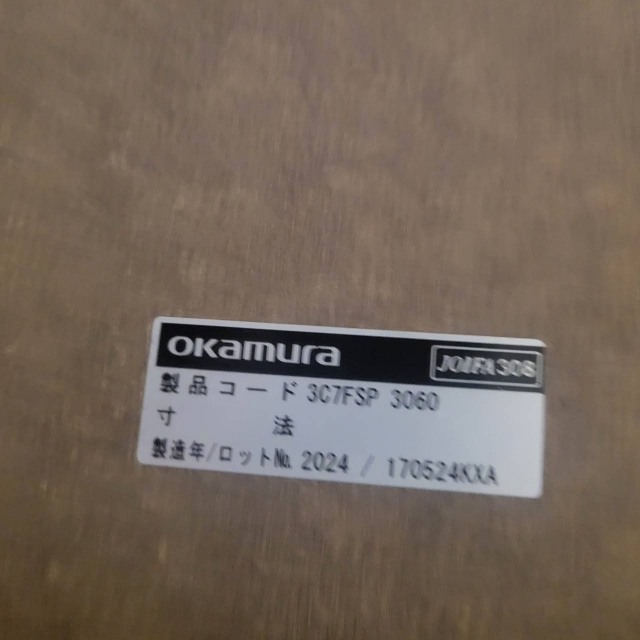 okamura JOIFA308
製品コード 3C7FSP 3060
寸法
製造年/ロット№ 2024 / 170524KXA